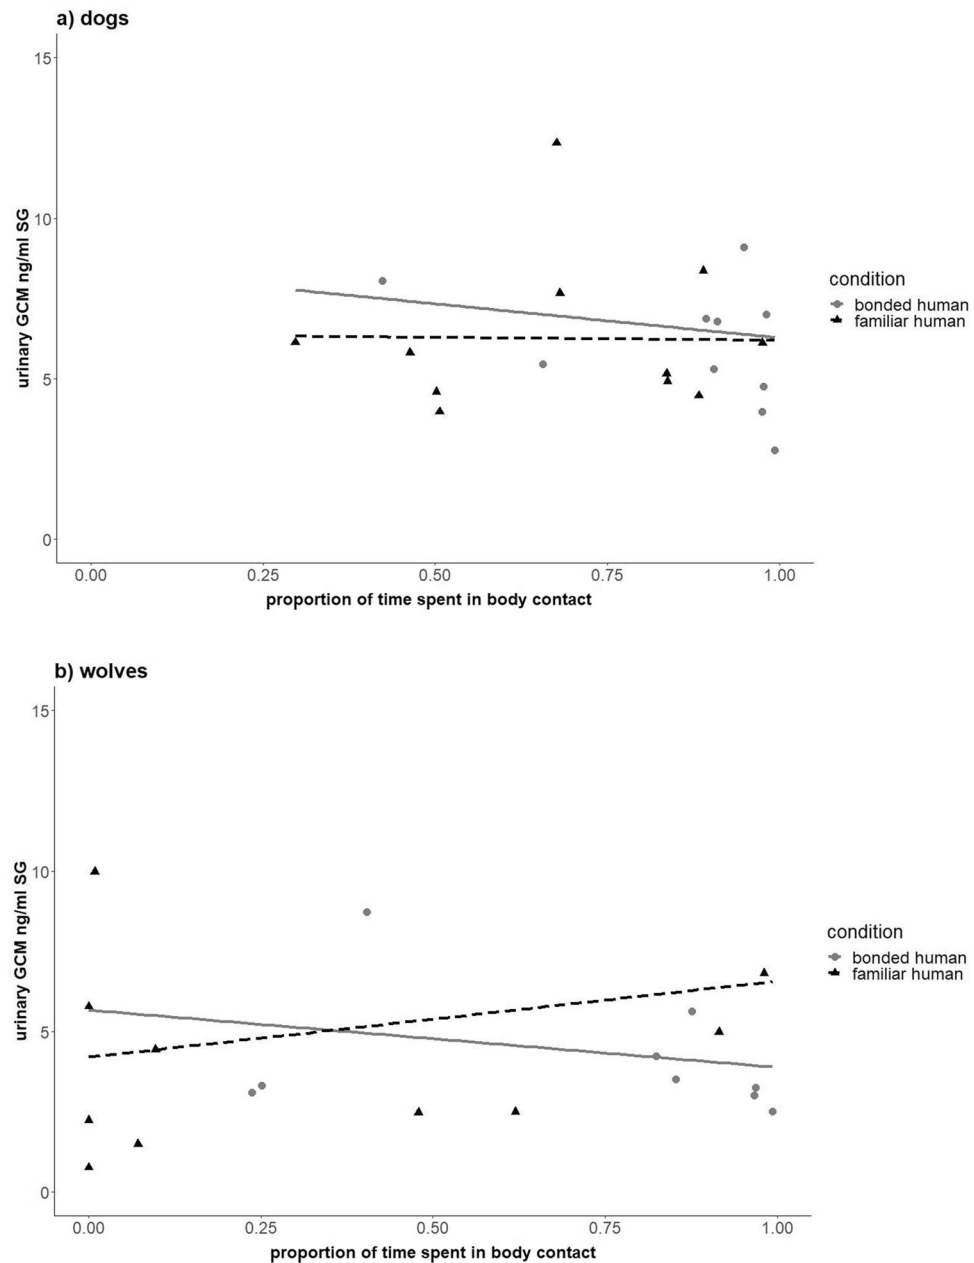 a) dogs
15
10
5
0
urinary GCM ng/ml SG
0.00 0.25 0.50 0.75 1.00
proportion of time spent in body contact
condition
bonded human
familiar human
b) wolves
15
10
5
0
urinary GCM ng/ml SG
0.00 0.25 0.50 0.75 1.00
proportion of time spent in body contact
condition
bonded human
familiar human